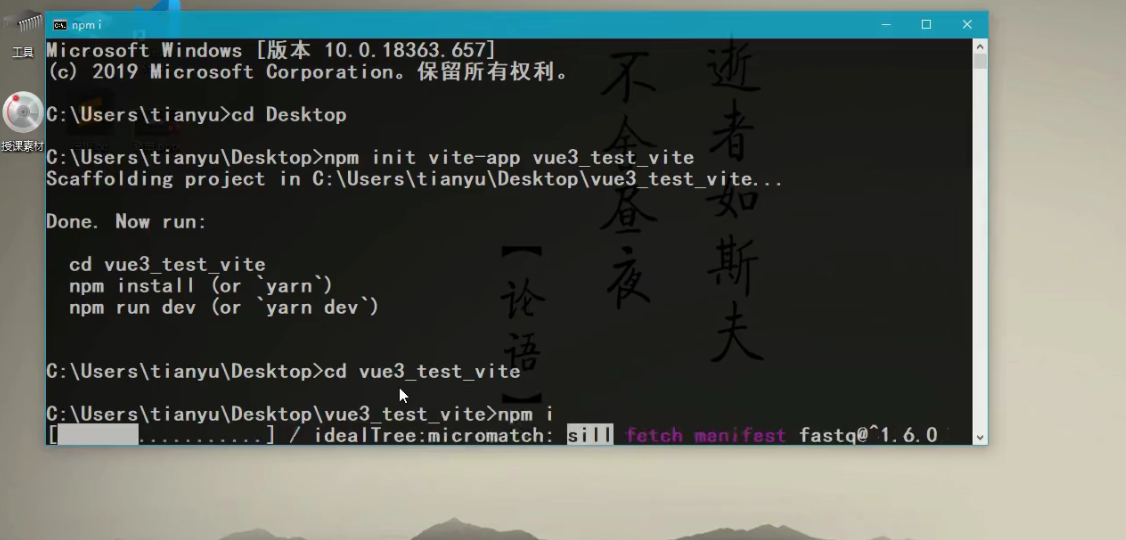 npm i
工具
授课素材
Microsoft Windows [版本 10.0.18363.657]
(c) 2019 Microsoft Corporation。保留所有权利。
C:\Users\tianyu>cd Desktop
C:\Users\tianyu\Desktop>npm init vite-app vue3_test_vite
Scaffolding project in C:\Users\tianyu\Desktop\vue3_test_vite...
Done. Now run:
cd vue3_test_vite
npm install (or `yarn`)
npm run dev (or `yarn dev`)
C:\Users\tianyu\Desktop>cd vue3_test_vite
C:\Users\tianyu\Desktop\vue3_test_vite>npm i
[          ...........] / idealTree:micromatch: sill fetch manifest fastq@^1.6.0
逝者如斯夫
不舍昼夜
【论语】